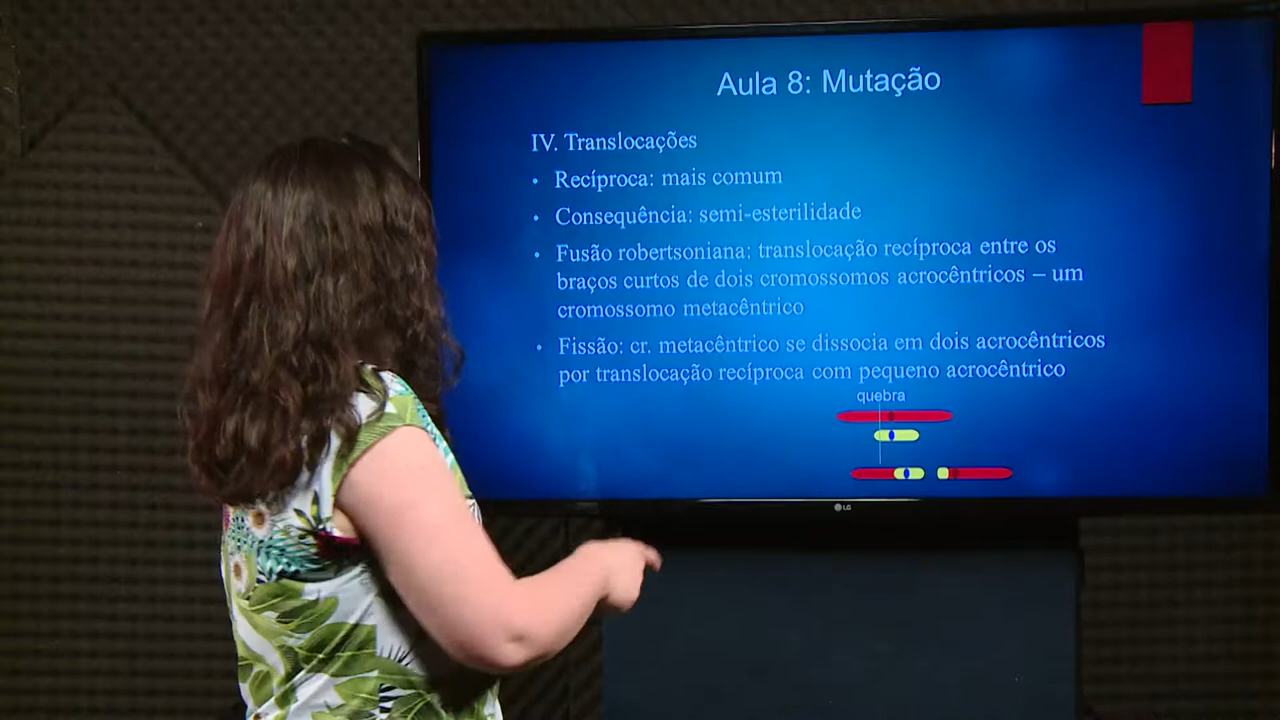 Aula 8: Mutação
IV. Translocações
• Recíproca: mais comum
• Consequência: semi-esterilidade
• Fusão robertsoniana: translocação recíproca entre os
braços curtos de dois cromossomos acrocêntricos – um
cromossomo metacêntrico
• Fissão: cr. metacêntrico se dissocia em dois acrocêntricos
por translocação recíproca com pequeno acrocêntrico
quebra
LG